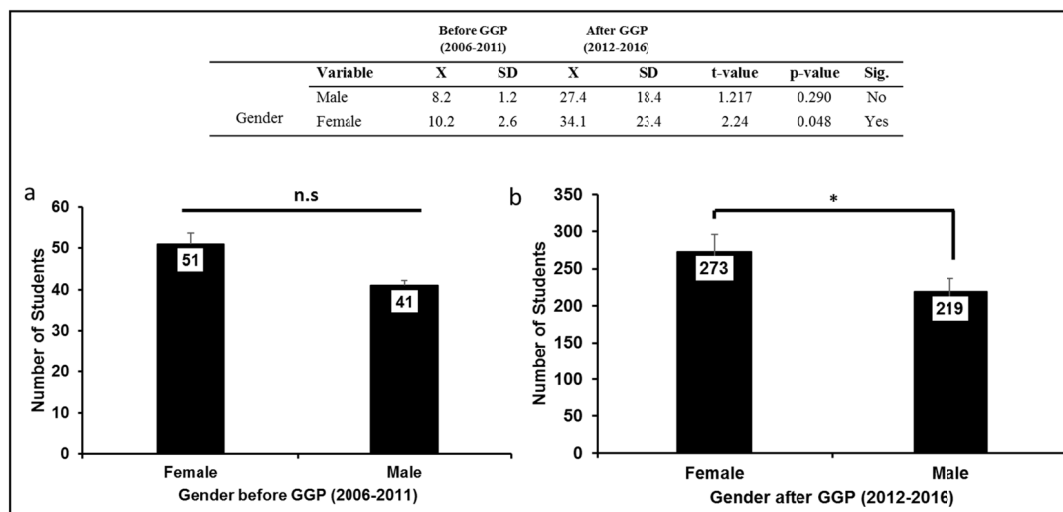 Before GGP After GGP
(2006-2011) (2012-2016)
Variable X SD X SD t-value p-value Sig.
Male 8.2 1.2 27.4 18.4 1.217 0.290 No
Gender Female 10.2 2.6 34.1 23.4 2.24 0.048 Yes
a
n.s
60
50
40
30
20
10
0
Number of Students
51
41
Female Male
Gender before GGP (2006-2011)
b
*
350
300
250
200
150
100
50
0
Number of Students
273
219
Female Male
Gender after GGP (2012-2016)